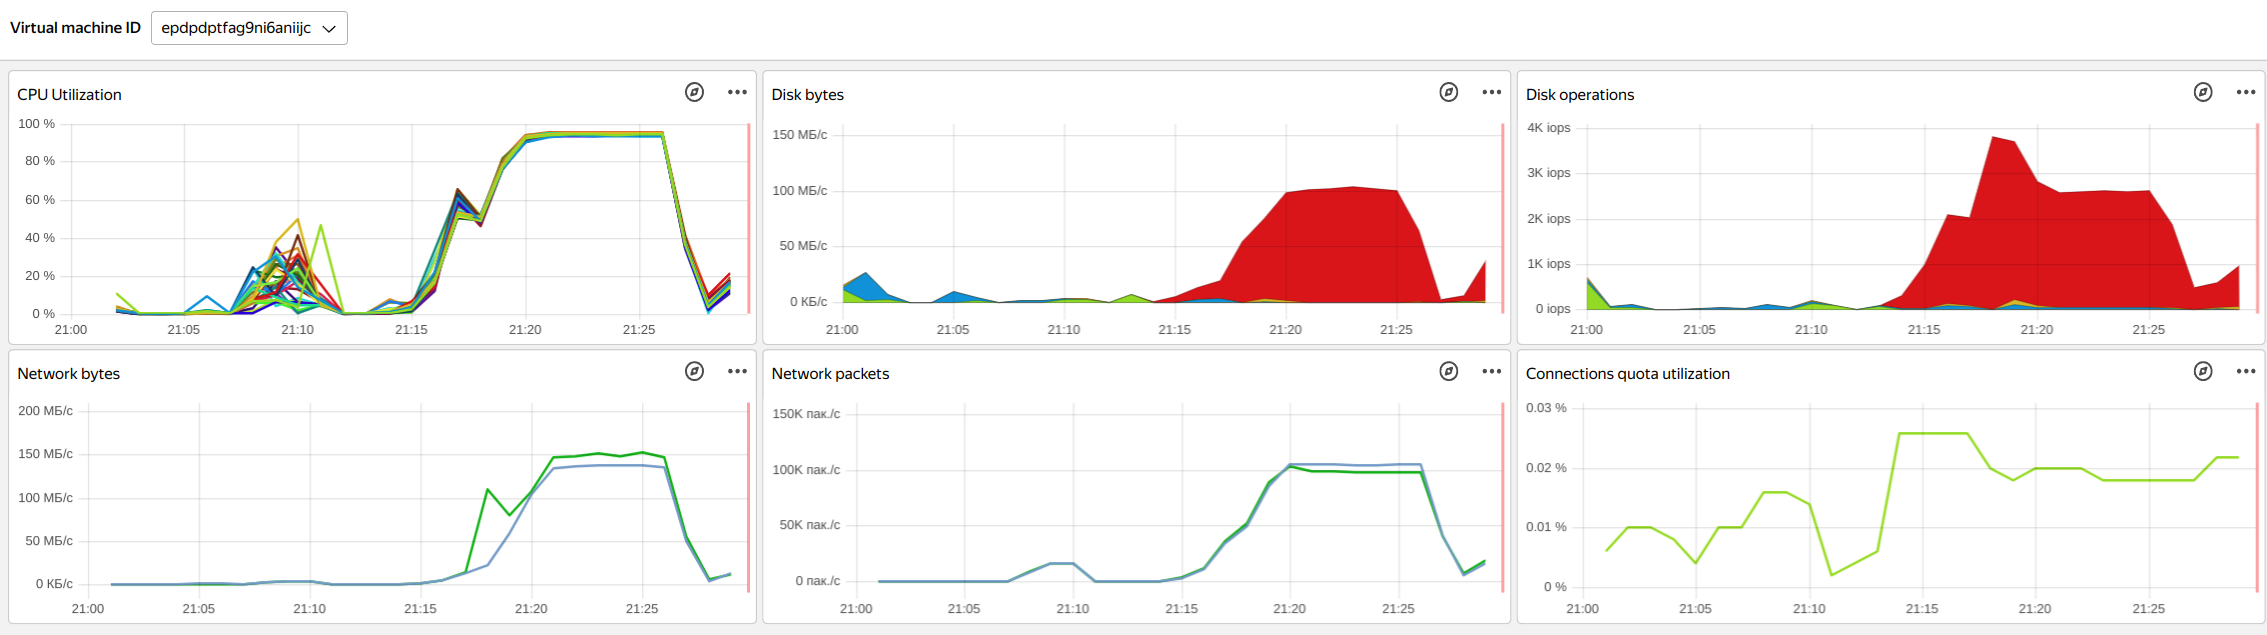 Virtual machine ID epdpdptfag9ni6aniijc
CPU Utilization
100 %
80 %
60 %
40 %
20 %
0 %
21:00 21:05 21:10 21:15 21:20 21:25
Disk bytes
150 МБ/с
100 МБ/с
50 МБ/с
0 КБ/с
21:00 21:05 21:10 21:15 21:20 21:25
Disk operations
4K iops
3K iops
2K iops
1K iops
0 iops
21:00 21:05 21:10 21:15 21:20 21:25
Network bytes
200 МБ/с
150 МБ/с
100 МБ/с
50 МБ/с
0 КБ/с
21:00 21:05 21:10 21:15 21:20 21:25
Network packets
150K пак./с
100K пак./с
50K пак./с
0 пак./с
21:00 21:05 21:10 21:15 21:20 21:25
Connections quota utilization
0.03 %
0.02 %
0.01 %
0 %
21:00 21:05 21:10 21:15 21:20 21:25